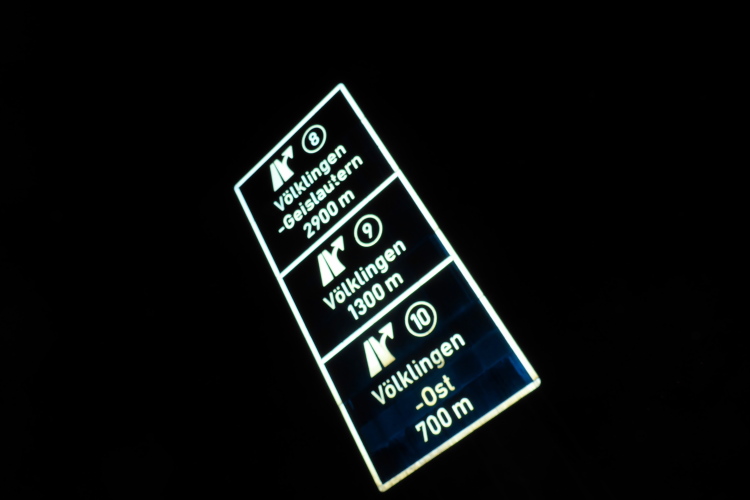 8
Völklingen
-Geislautern
2900 m
9
Völklingen
1300 m
10
Völklingen
-Ost
700 m